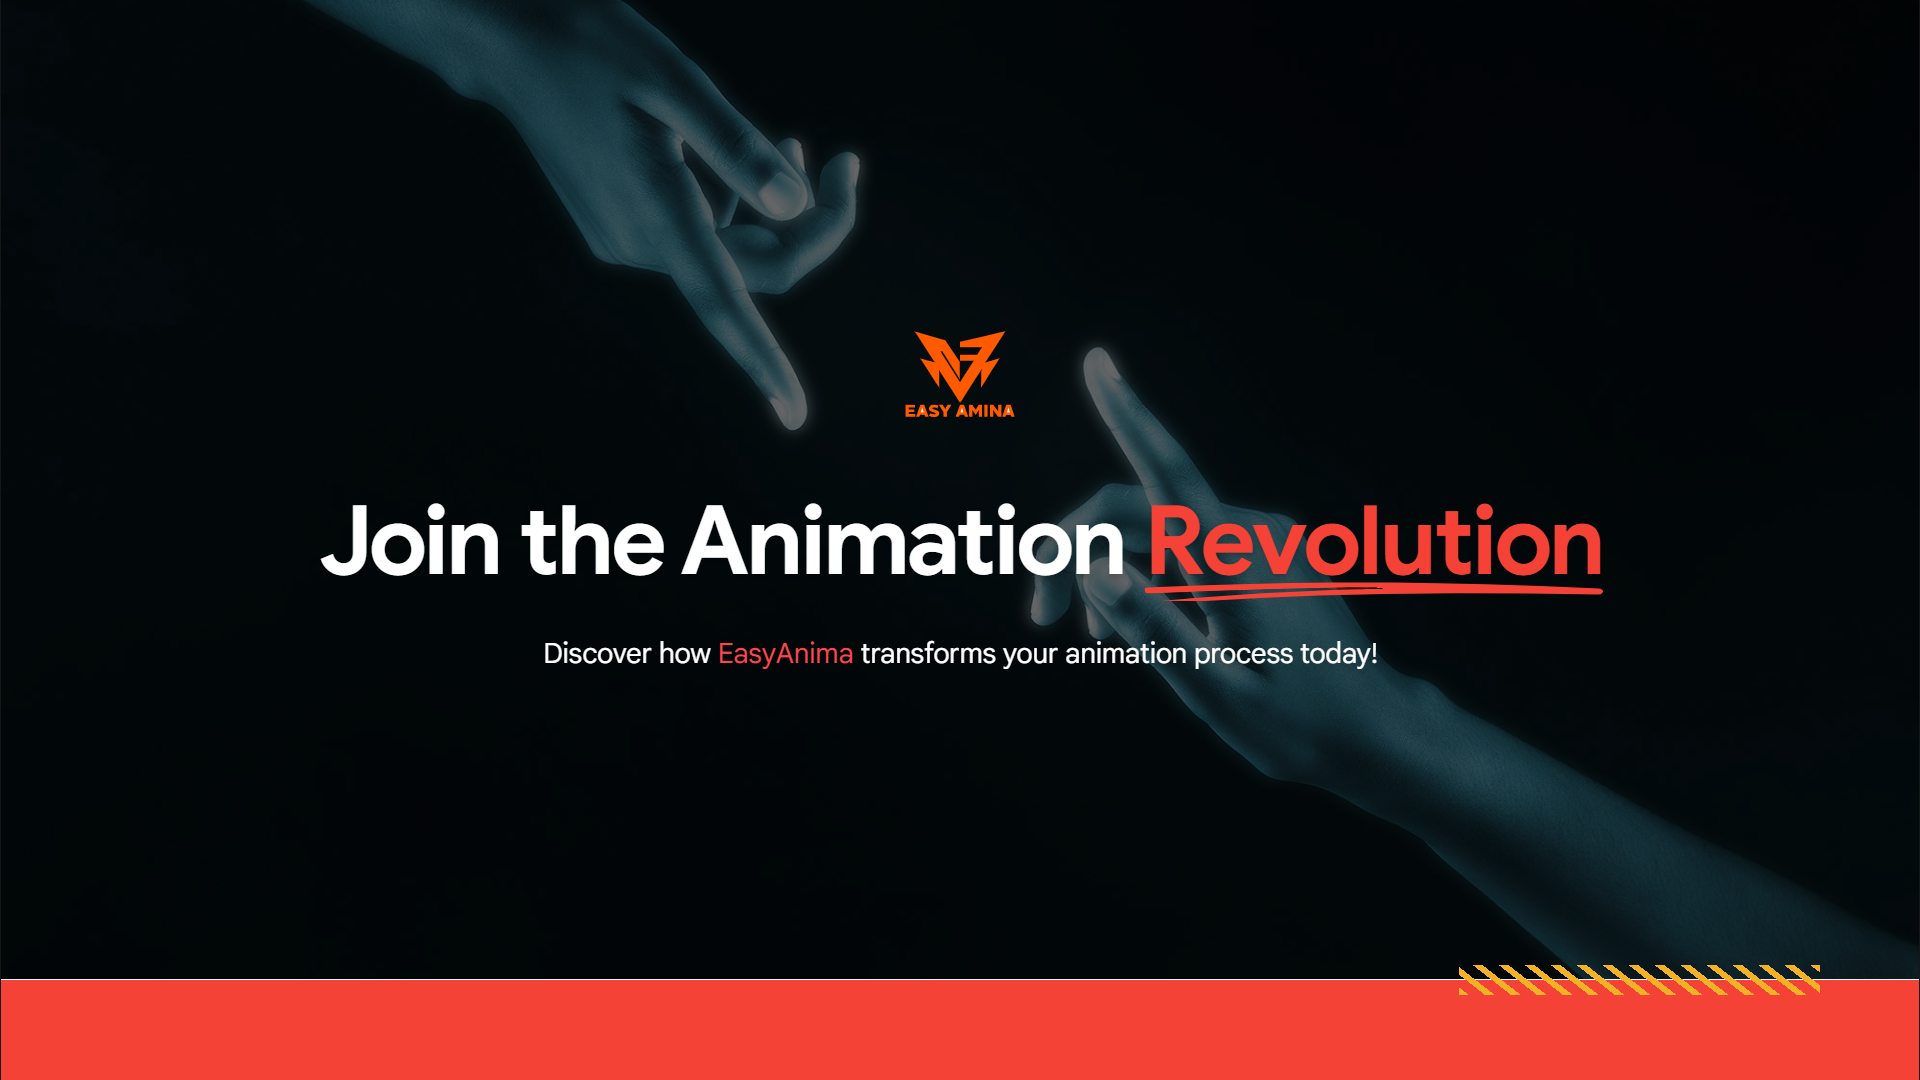 EASY AMINA
Join the Animation Revolution
Discover how EasyAnima transforms your animation process today!